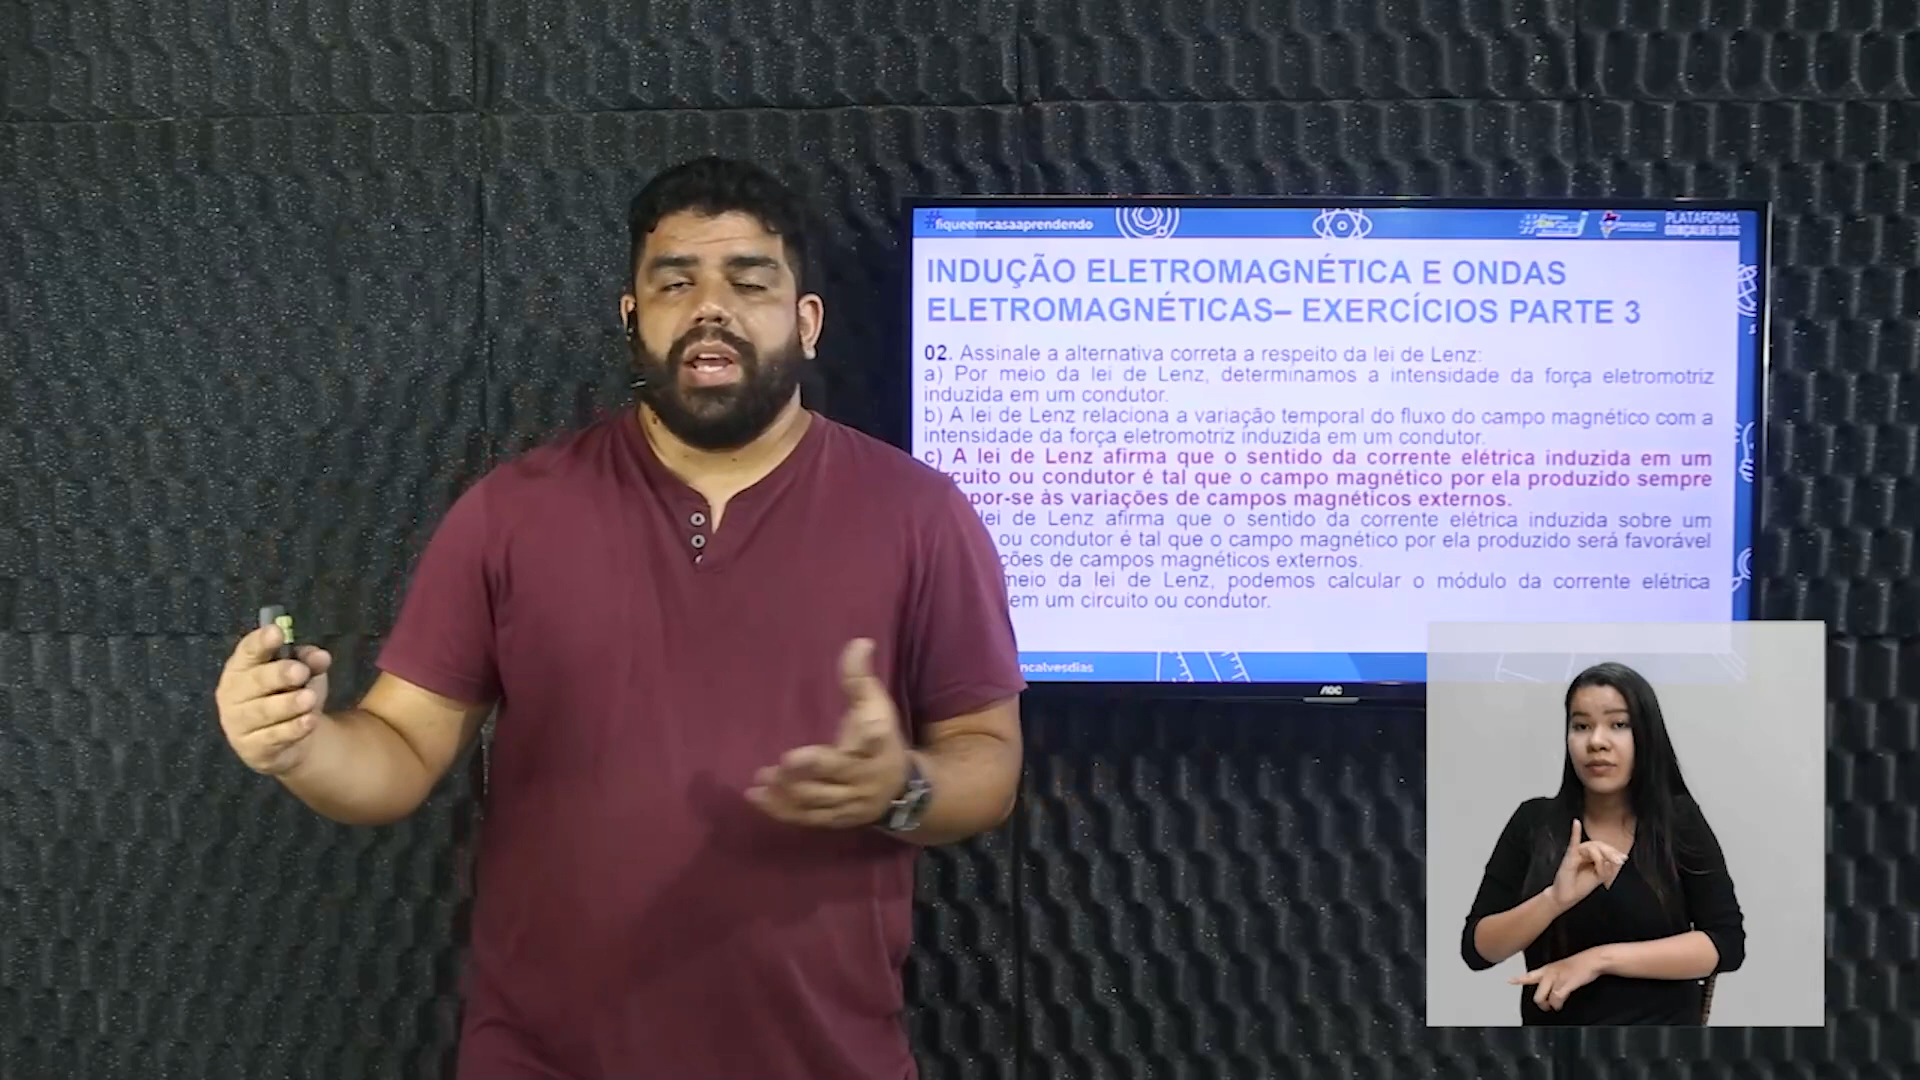 #fiqueemcasaaprendendo
PLATAFORMA
GONÇALVES DIAS
INDUÇÃO ELETROMAGNÉTICA E ONDAS
ELETROMAGNÉTICAS– EXERCÍCIOS PARTE 3
02. Assinale a alternativa correta a respeito da lei de Lenz:
a) Por meio da lei de Lenz, determinamos a intensidade da força eletromotriz
induzida em um condutor.
b) A lei de Lenz relaciona a variação temporal do fluxo do campo magnético com a
intensidade da força eletromotriz induzida em um condutor.
c) A lei de Lenz afirma que o sentido da corrente elétrica induzida em um
cuito ou condutor é tal que o campo magnético por ela produzido sempre
por-se às variações de campos magnéticos externos.
lei de Lenz afirma que o sentido da corrente elétrica induzida sobre um
ou condutor é tal que o campo magnético por ela produzido será favorável
ções de campos magnéticos externos.
meio da lei de Lenz, podemos calcular o módulo da corrente elétrica
em um circuito ou condutor.
ncalvesdias
AOC